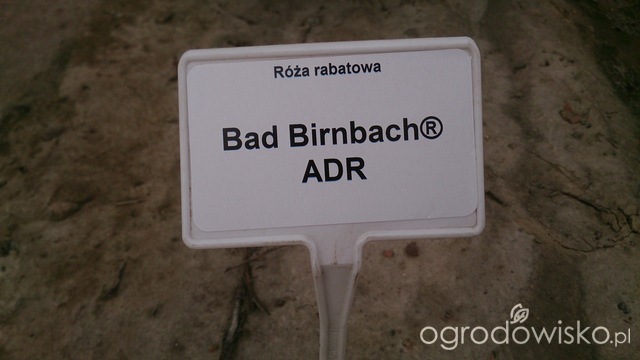 Róża rabatowa
Bad Birnbach®
ADR
ogrodowisko.pl